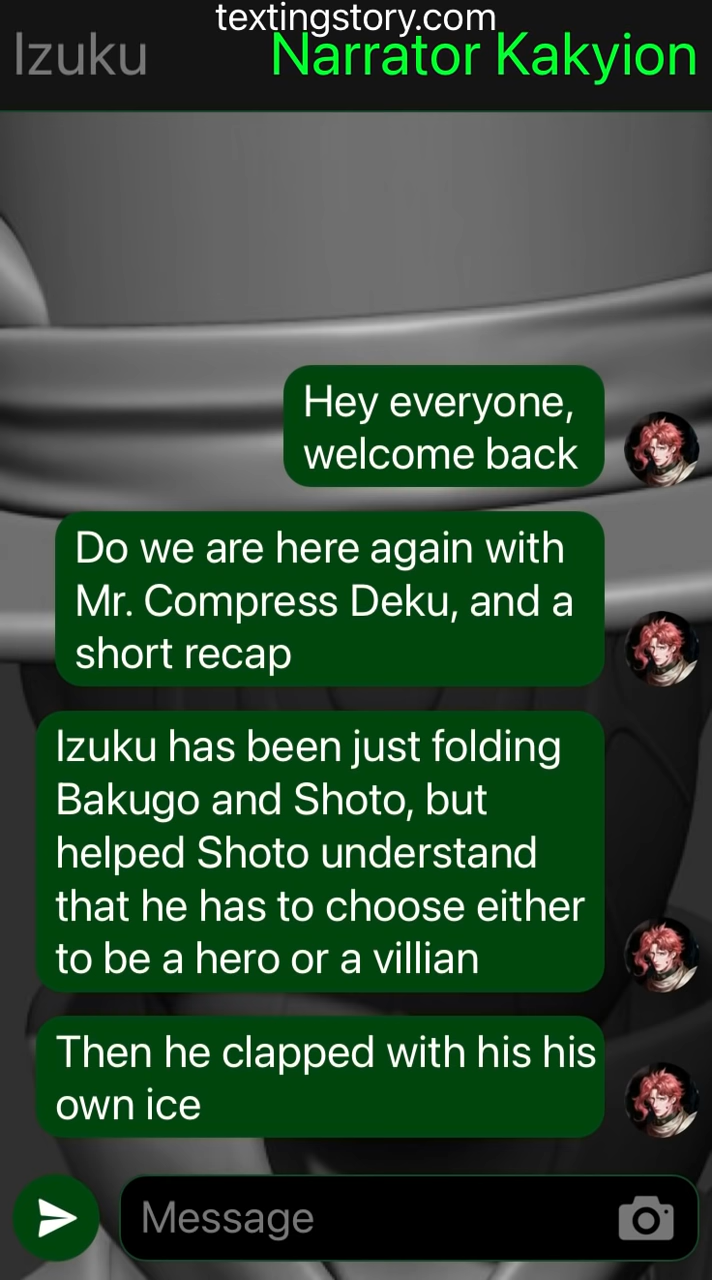 textingstory.com
Izuku Narrator Kakyion
Hey everyone,
welcome back
Do we are here again with
Mr. Compress Deku, and a
short recap
Izuku has been just folding
Bakugo and Shoto, but
helped Shoto understand
that he has to choose either
to be a hero or a villian
Then he clapped with his his
own ice
Message